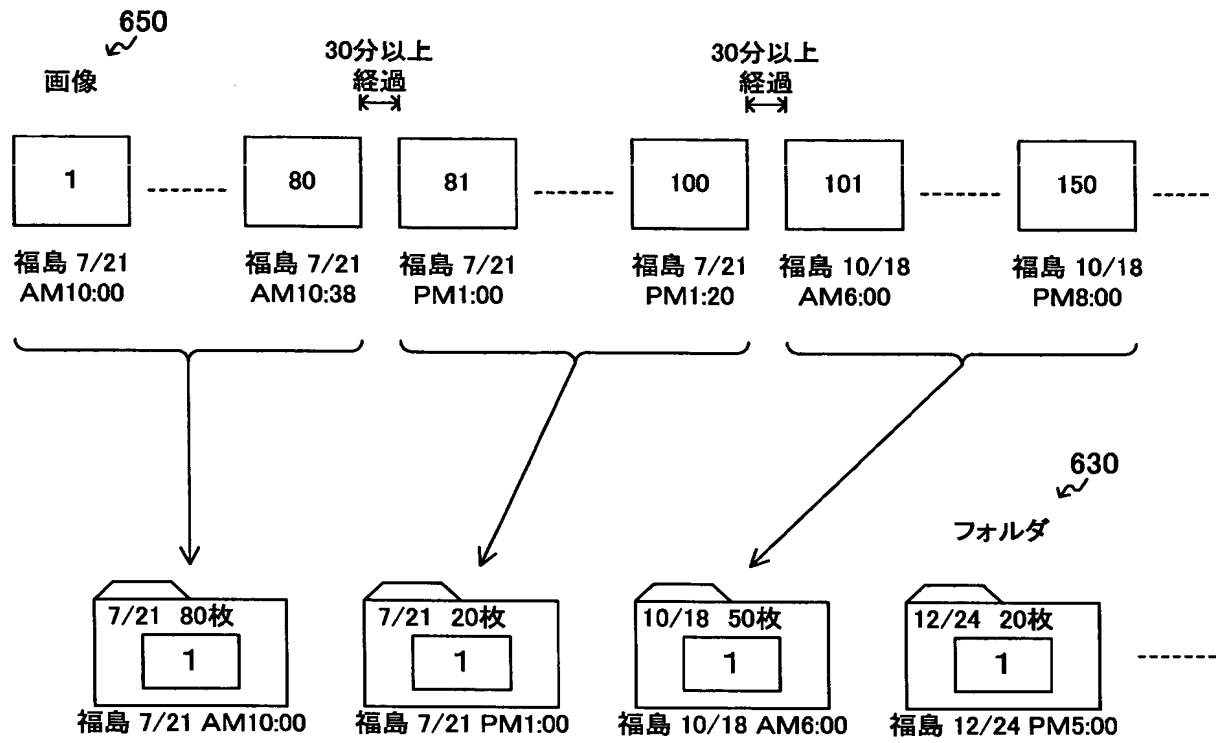 650
画像
30分以上
経過
30分以上
経過
1
80
81
100
101
150
福島 7/21
AM10:00
福島 7/21
AM10:38
福島 7/21
PM1:00
福島 7/21
PM1:20
福島 10/18
AM6:00
福島 10/18
PM8:00
630
フォルダ
7/21 80枚
1
福島 7/21 AM10:00
7/21 20枚
1
福島 7/21 PM1:00
10/18 50枚
1
福島 10/18 AM6:00
12/24 20枚
1
福島 12/24 PM5:00